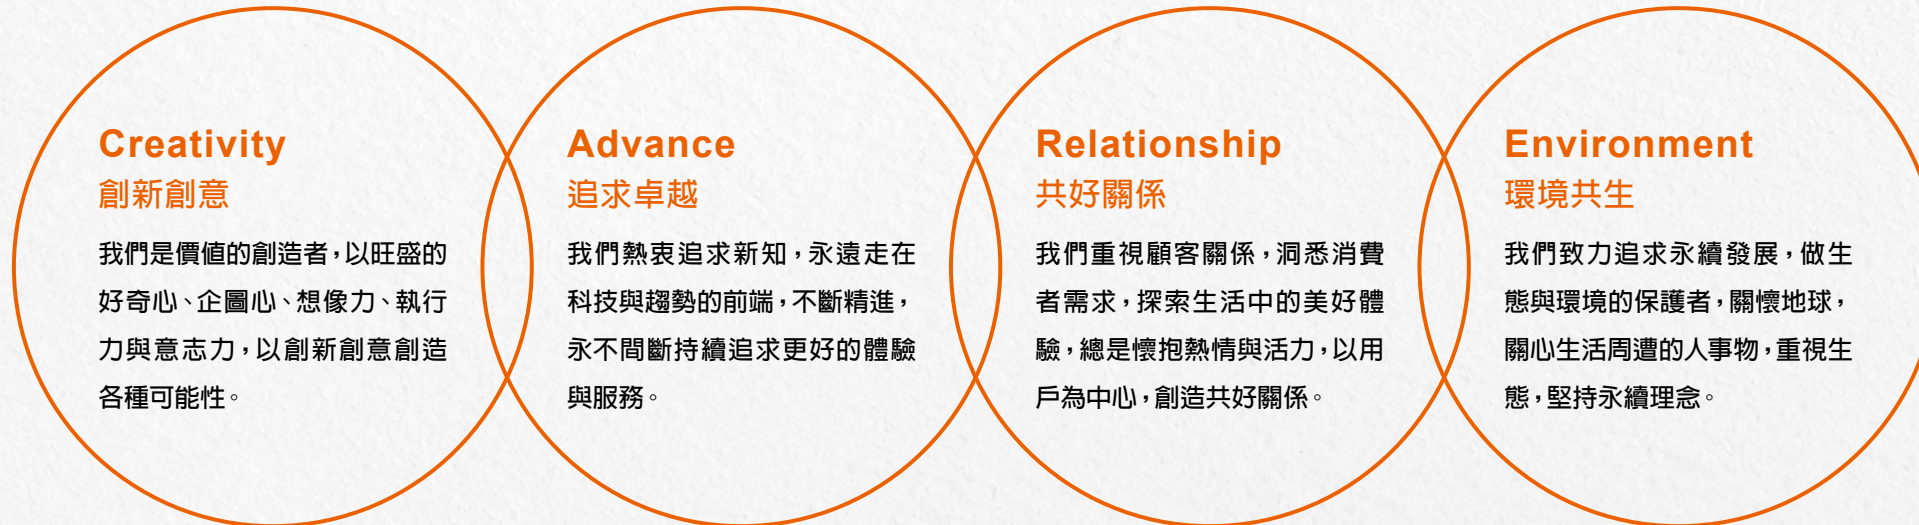 Creativity
創新創意
我們是價值的創造者，以旺盛的
好奇心、企圖心、想像力、執行
力與意志力，以創新創意創造
各種可能性。
Advance
追求卓越
我們熱衷追求新知，永遠走在
科技與趨勢的前端，不斷精進，
永不間斷持續追求更好的體驗
與服務。
Relationship
共好關係
我們重視顧客關係，洞悉消費
者需求，探索生活中的美好體
驗，總是懷抱熱情與活力，以用
戶為中心，創造共好關係。
Environment
環境共生
我們致力追求永續發展，做生
態與環境的保護者，關懷地球，
關心生活周遭的人事物，重視生
態，堅持永續理念。